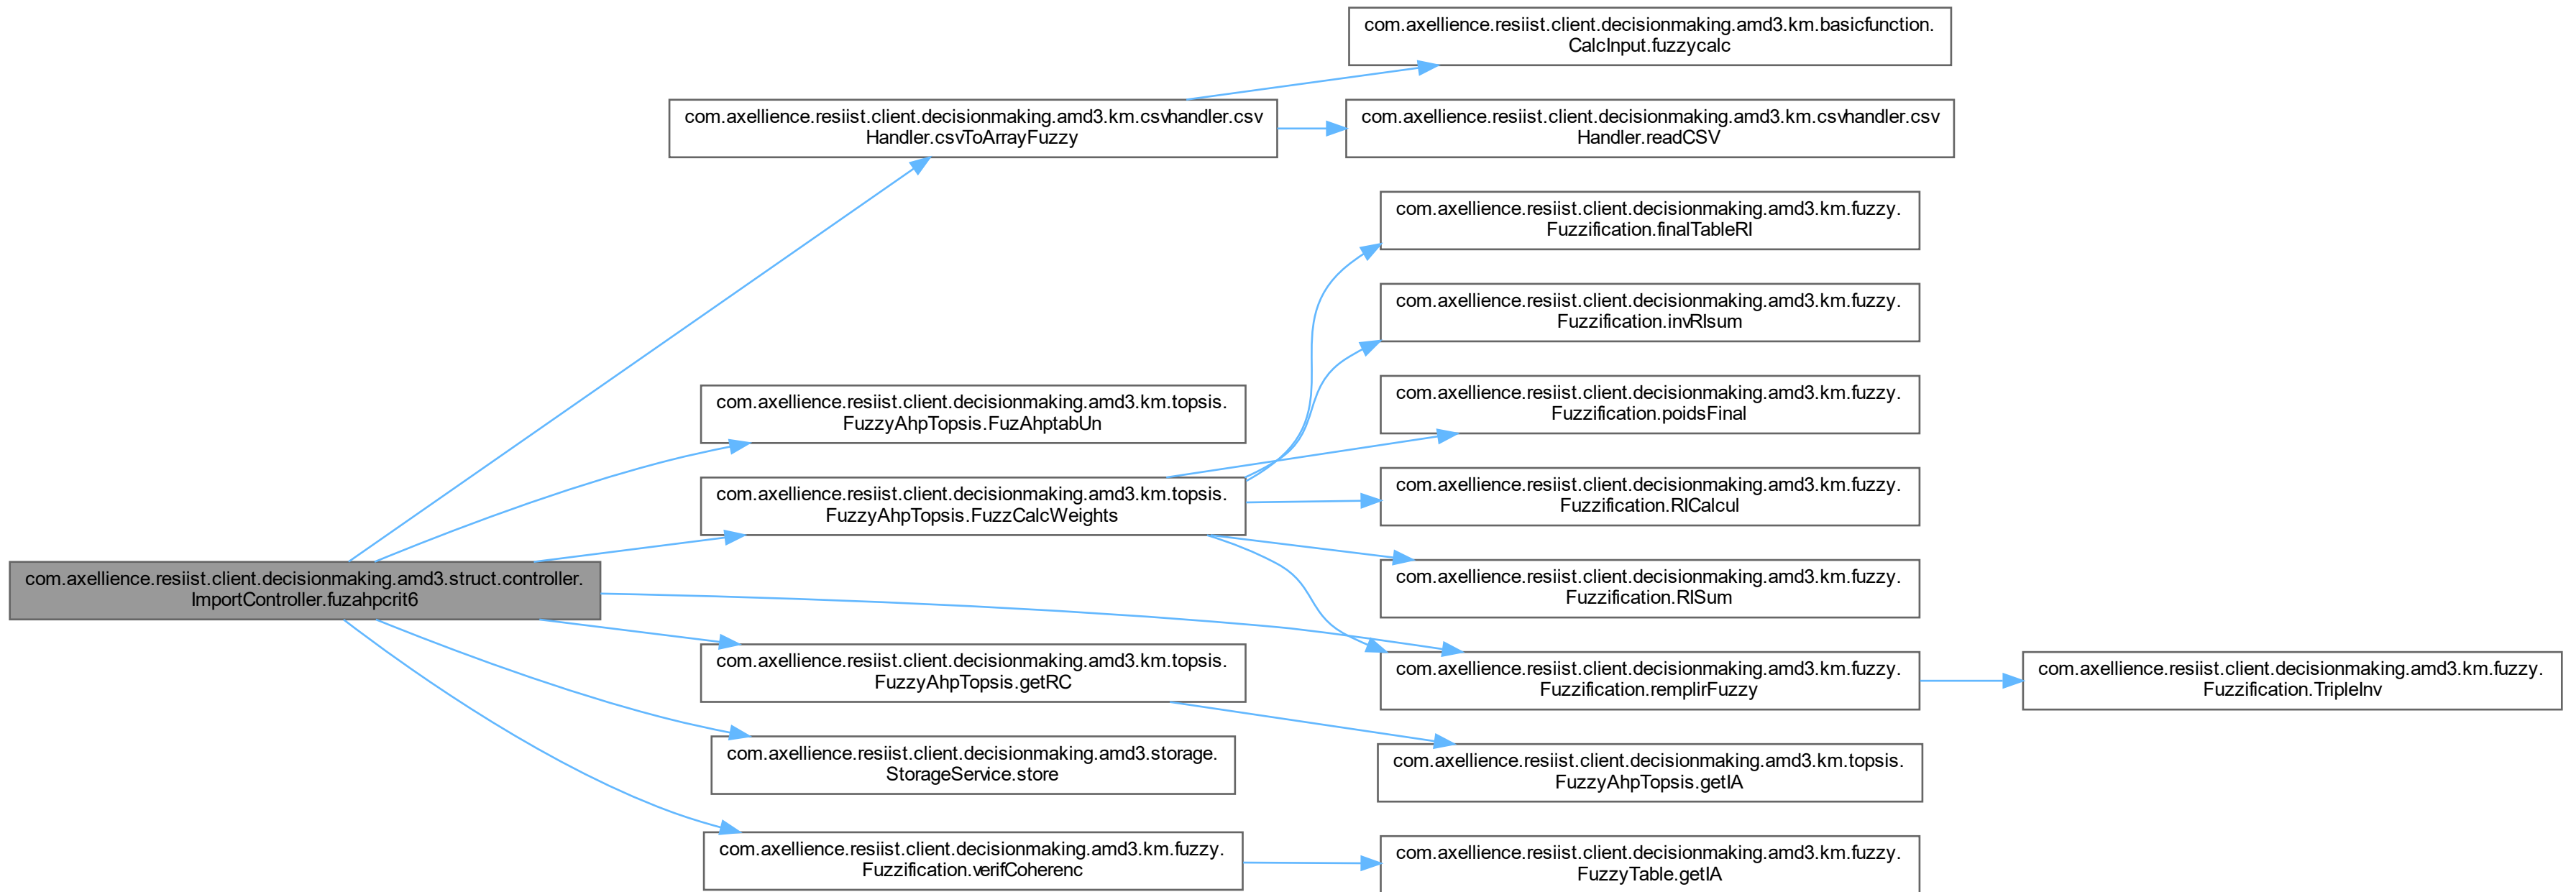 com.axellience.resiist.client.decisionmaking.amd3.km.basicfunction.
CalcInput.fuzzycalc
com.axellience.resiist.client.decisionmaking.amd3.km.csvhandler.csv
Handler.csvToArrayFuzzy
com.axellience.resiist.client.decisionmaking.amd3.km.csvhandler.csv
Handler.readCSV
com.axellience.resiist.client.decisionmaking.amd3.km.fuzzy.
Fuzzification.finalTableRI
com.axellience.resiist.client.decisionmaking.amd3.km.fuzzy.
Fuzzification.invRIsum
com.axellience.resiist.client.decisionmaking.amd3.km.topsis.
FuzzyAhpTopsis.FuzAhptabUn
com.axellience.resiist.client.decisionmaking.amd3.km.fuzzy.
Fuzzification.poidsFinal
com.axellience.resiist.client.decisionmaking.amd3.km.topsis.
FuzzyAhpTopsis.FuzzCalcWeights
com.axellience.resiist.client.decisionmaking.amd3.km.fuzzy.
Fuzzification.RICalcul
com.axellience.resiist.client.decisionmaking.amd3.struct.controller.
ImportController.fuzahpcrit6
com.axellience.resiist.client.decisionmaking.amd3.km.fuzzy.
Fuzzification.RISum
com.axellience.resiist.client.decisionmaking.amd3.km.topsis.
FuzzyAhpTopsis.getRC
com.axellience.resiist.client.decisionmaking.amd3.km.fuzzy.
Fuzzification.remplirFuzzy
com.axellience.resiist.client.decisionmaking.amd3.km.fuzzy.
Fuzzification.TripleInv
com.axellience.resiist.client.decisionmaking.amd3.storage.
StorageService.store
com.axellience.resiist.client.decisionmaking.amd3.km.topsis.
FuzzyAhpTopsis.getIA
com.axellience.resiist.client.decisionmaking.amd3.km.fuzzy.
Fuzzification.verifCoherenc
com.axellience.resiist.client.decisionmaking.amd3.km.fuzzy.
FuzzyTable.getIA